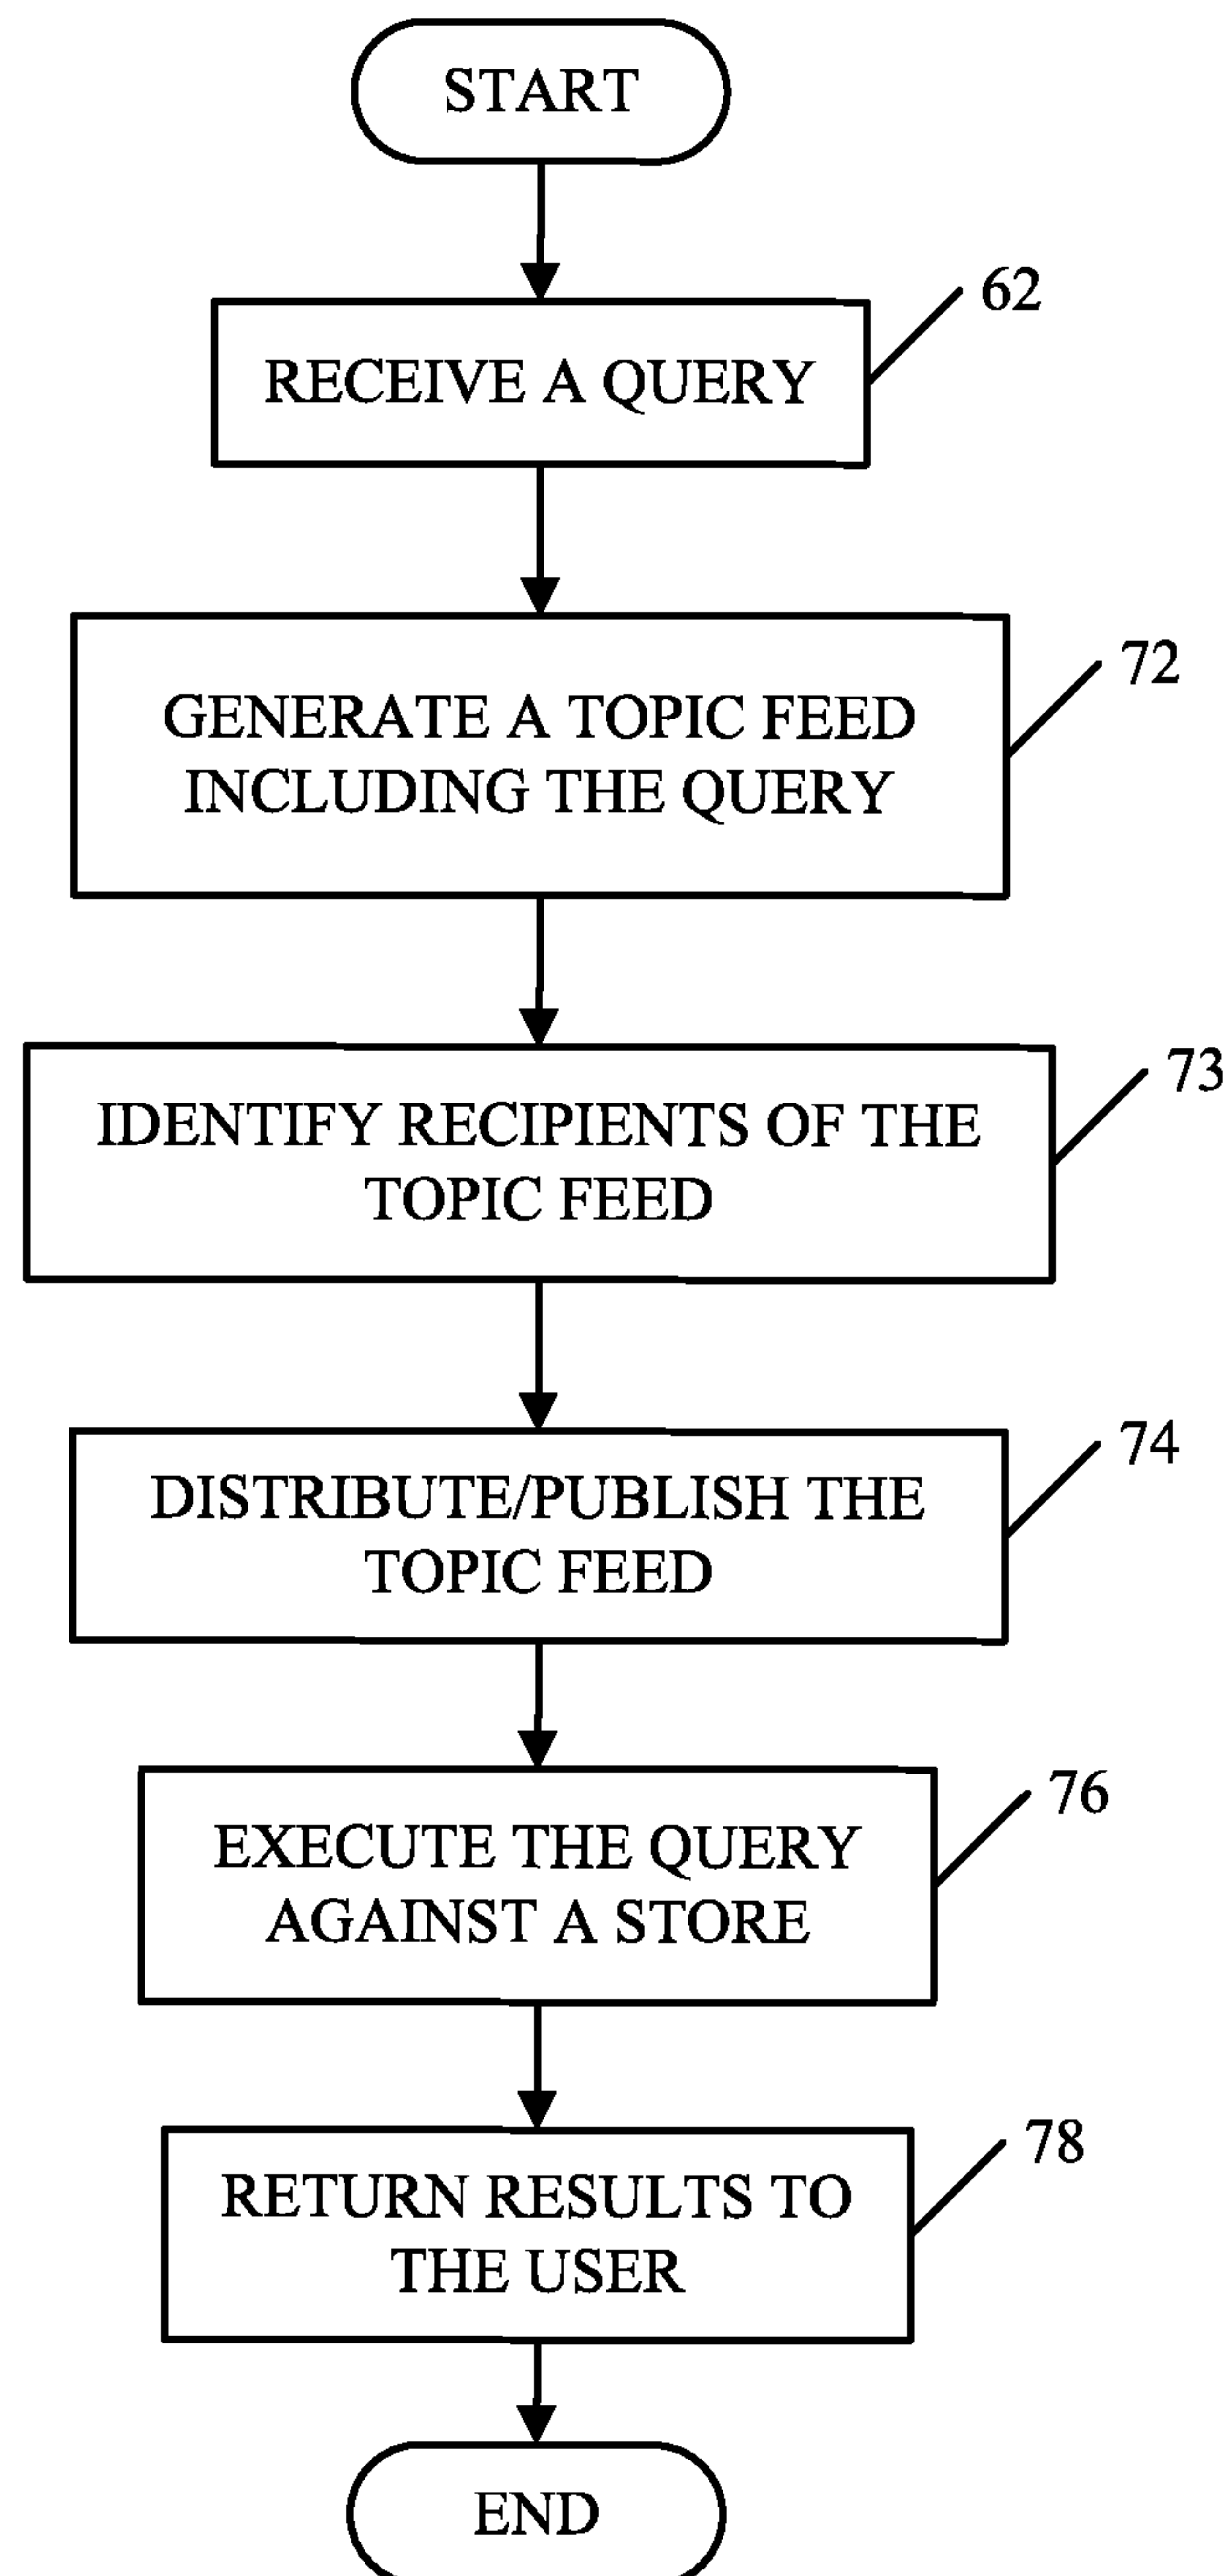 START
62
RECEIVE A QUERY
72
GENERATE A TOPIC FEED
INCLUDING THE QUERY
73
IDENTIFY RECIPIENTS OF THE
TOPIC FEED
74
DISTRIBUTE/PUBLISH THE
TOPIC FEED
76
EXECUTE THE QUERY
AGAINST A STORE
78
RETURN RESULTS TO
THE USER
END